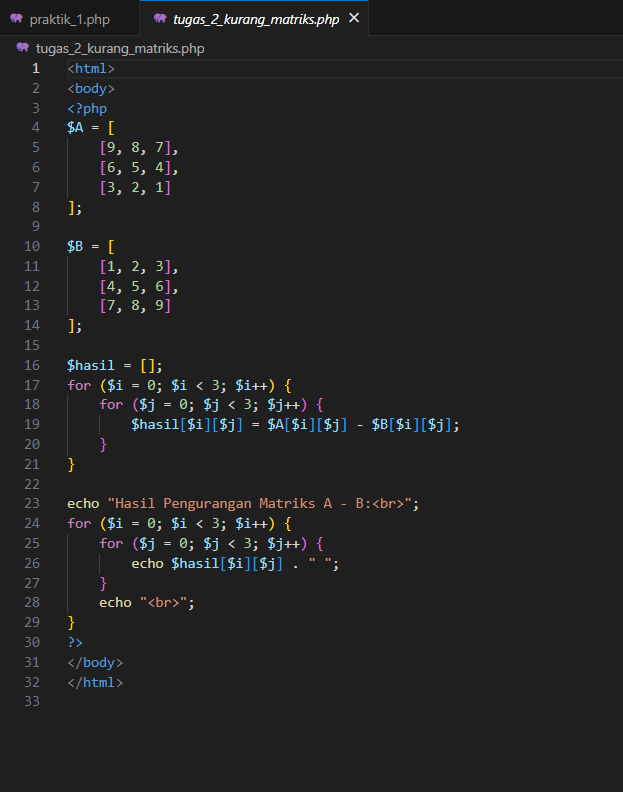 praktik_1.php
tugas_2_kurang_matriks.php
tugas_2_kurang_matriks.php
1 <html>
2 <body>
3 <?php
4 $A = [
5     [9, 8, 7],
6     [6, 5, 4],
7     [3, 2, 1]
8 ];
9
10 $B = [
11     [1, 2, 3],
12     [4, 5, 6],
13     [7, 8, 9]
14 ];
15
16 $hasil = [];
17 for ($i = 0; $i < 3; $i++) {
18     for ($j = 0; $j < 3; $j++) {
19         $hasil[$i][$j] = $A[$i][$j] - $B[$i][$j];
20     }
21 }
22
23 echo "Hasil Pengurangan Matriks A - B:<br>";
24 for ($i = 0; $i < 3; $i++) {
25     for ($j = 0; $j < 3; $j++) {
26         echo $hasil[$i][$j] . " ";
27     }
28     echo "<br>";
29 }
30 ?>
31 </body>
32 </html>
33